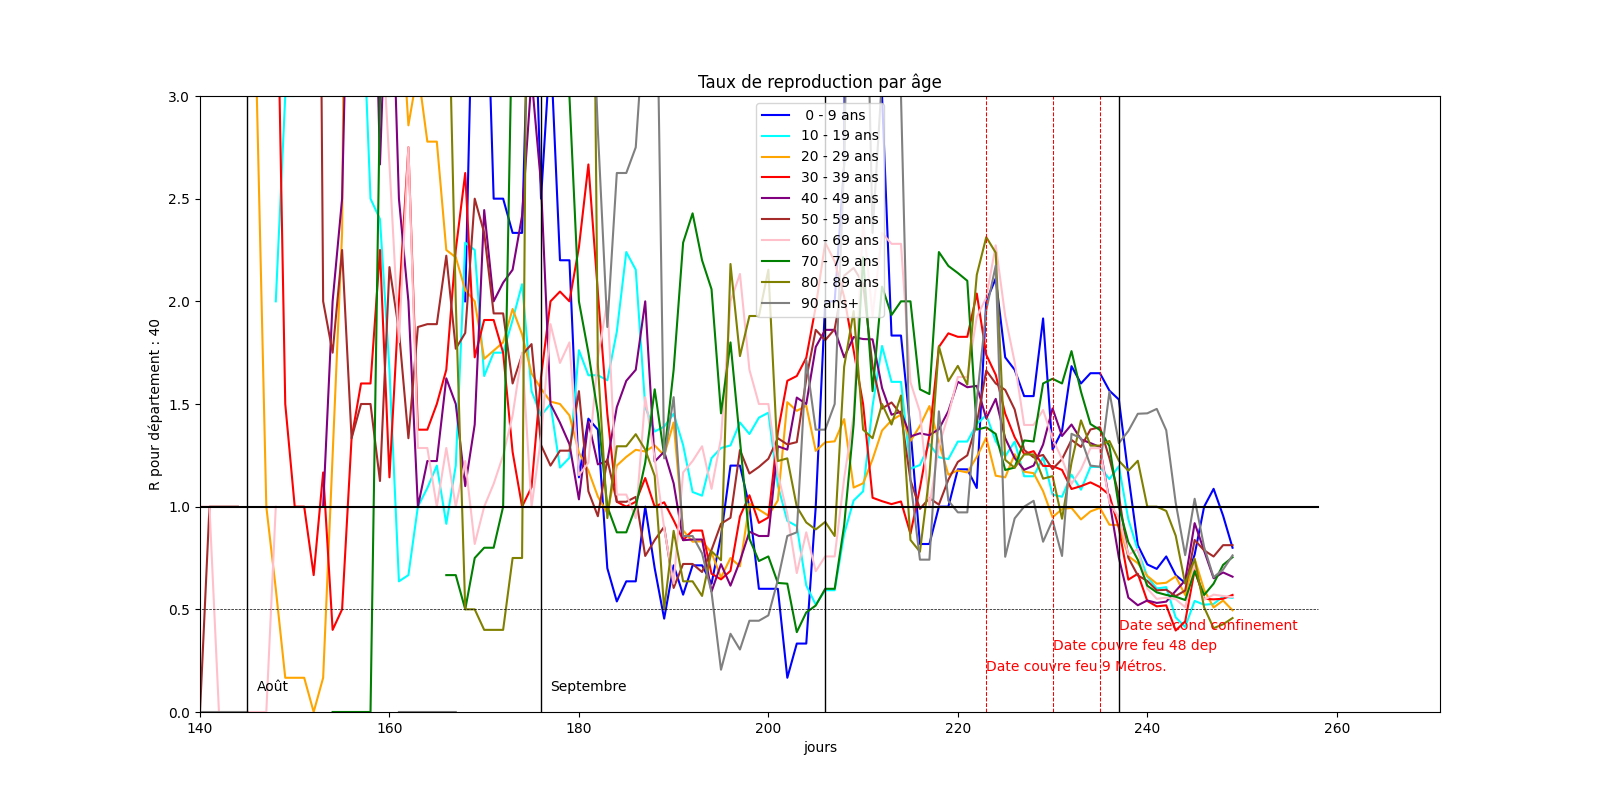 Taux de reproduction par âge
3.0
2.5
2.0
1.5
1.0
0.5
0.0
R pour département : 40
0 - 9 ans
10 - 19 ans
20 - 29 ans
30 - 39 ans
40 - 49 ans
50 - 59 ans
60 - 69 ans
70 - 79 ans
80 - 89 ans
90 ans+
Date second confinement
Date couvre feu 48 dep
Date couvre feu 9 Métros.
Août
Septembre
140
160
180
200
220
240
260
jours